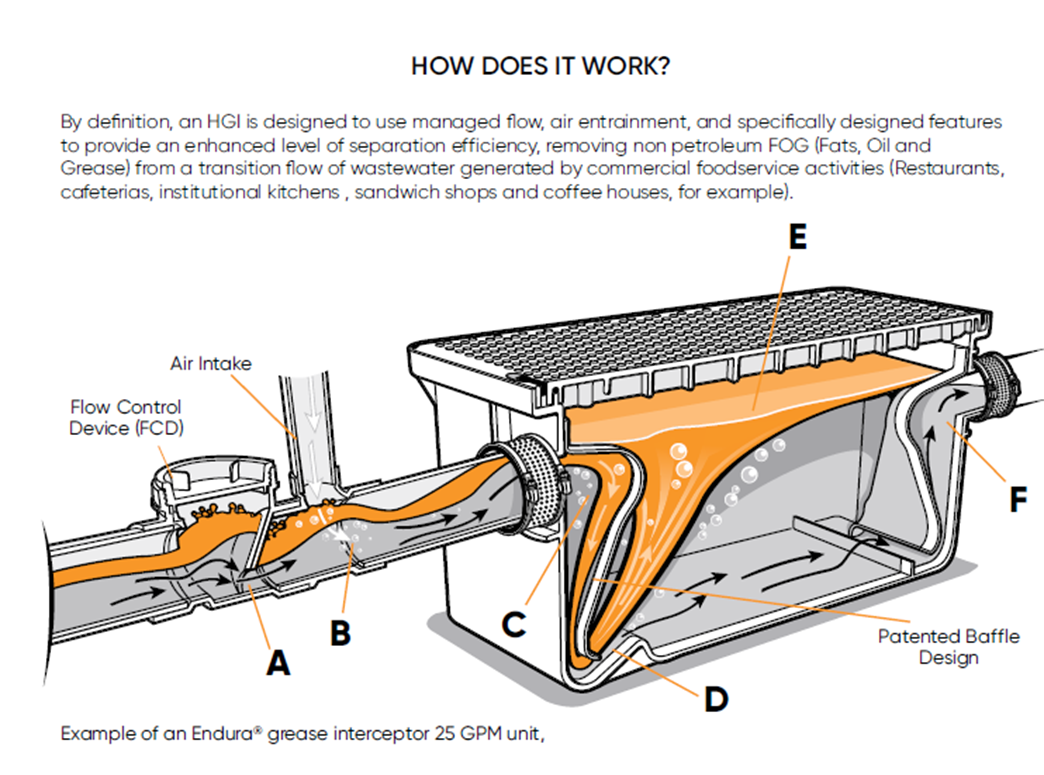 HOW DOES IT WORK?
By definition, an HGI is designed to use managed flow, air entrainment, and specifically designed features
to provide an enhanced level of separation efficiency, removing non petroleum FOG (Fats, Oil and
Grease) from a transition flow of wastewater generated by commercial foodservice activities (Restaurants,
cafeterias, institutional kitchens , sandwich shops and coffee houses, for example).
E
Air Intake
Flow Control
Device (FCD)
F
C
B
A
Patented Baffle
Design
D
Example of an Endura® grease interceptor 25 GPM unit,